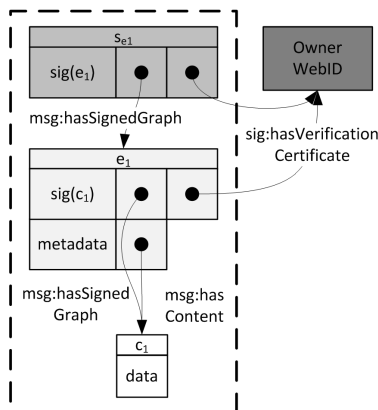 s_e1
sig(e₁)
Owner
WebID
msg:hasSignedGraph
sig:hasVerification
Certificate
e₁
sig(c₁)
metadata
msg:hasSigned
Graph
msg:has
Content
c₁
data